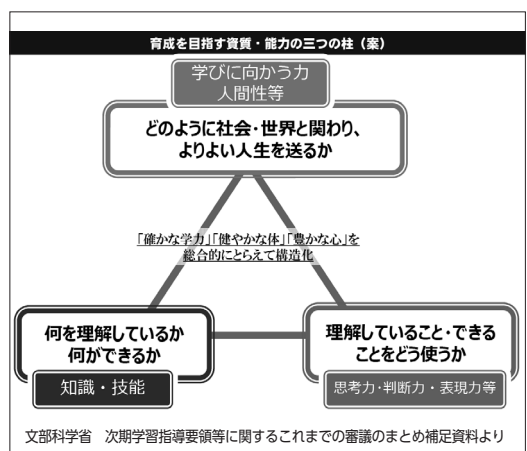 育成を目指す資質・能力の三つの柱（案）
学びに向かう力
人間性等
どのように社会・世界と関わり、
よりよい人生を送るか
「確かな学力」「健やかな体」「豊かな心」を
総合的にとらえて構造化
何を理解しているか
何ができるか
知識・技能
理解していること・できる
ことをどう使うか
思考力・判断力・表現力等
文部科学省　次期学習指導要領等に関するこれまでの審議のまとめ補足資料より